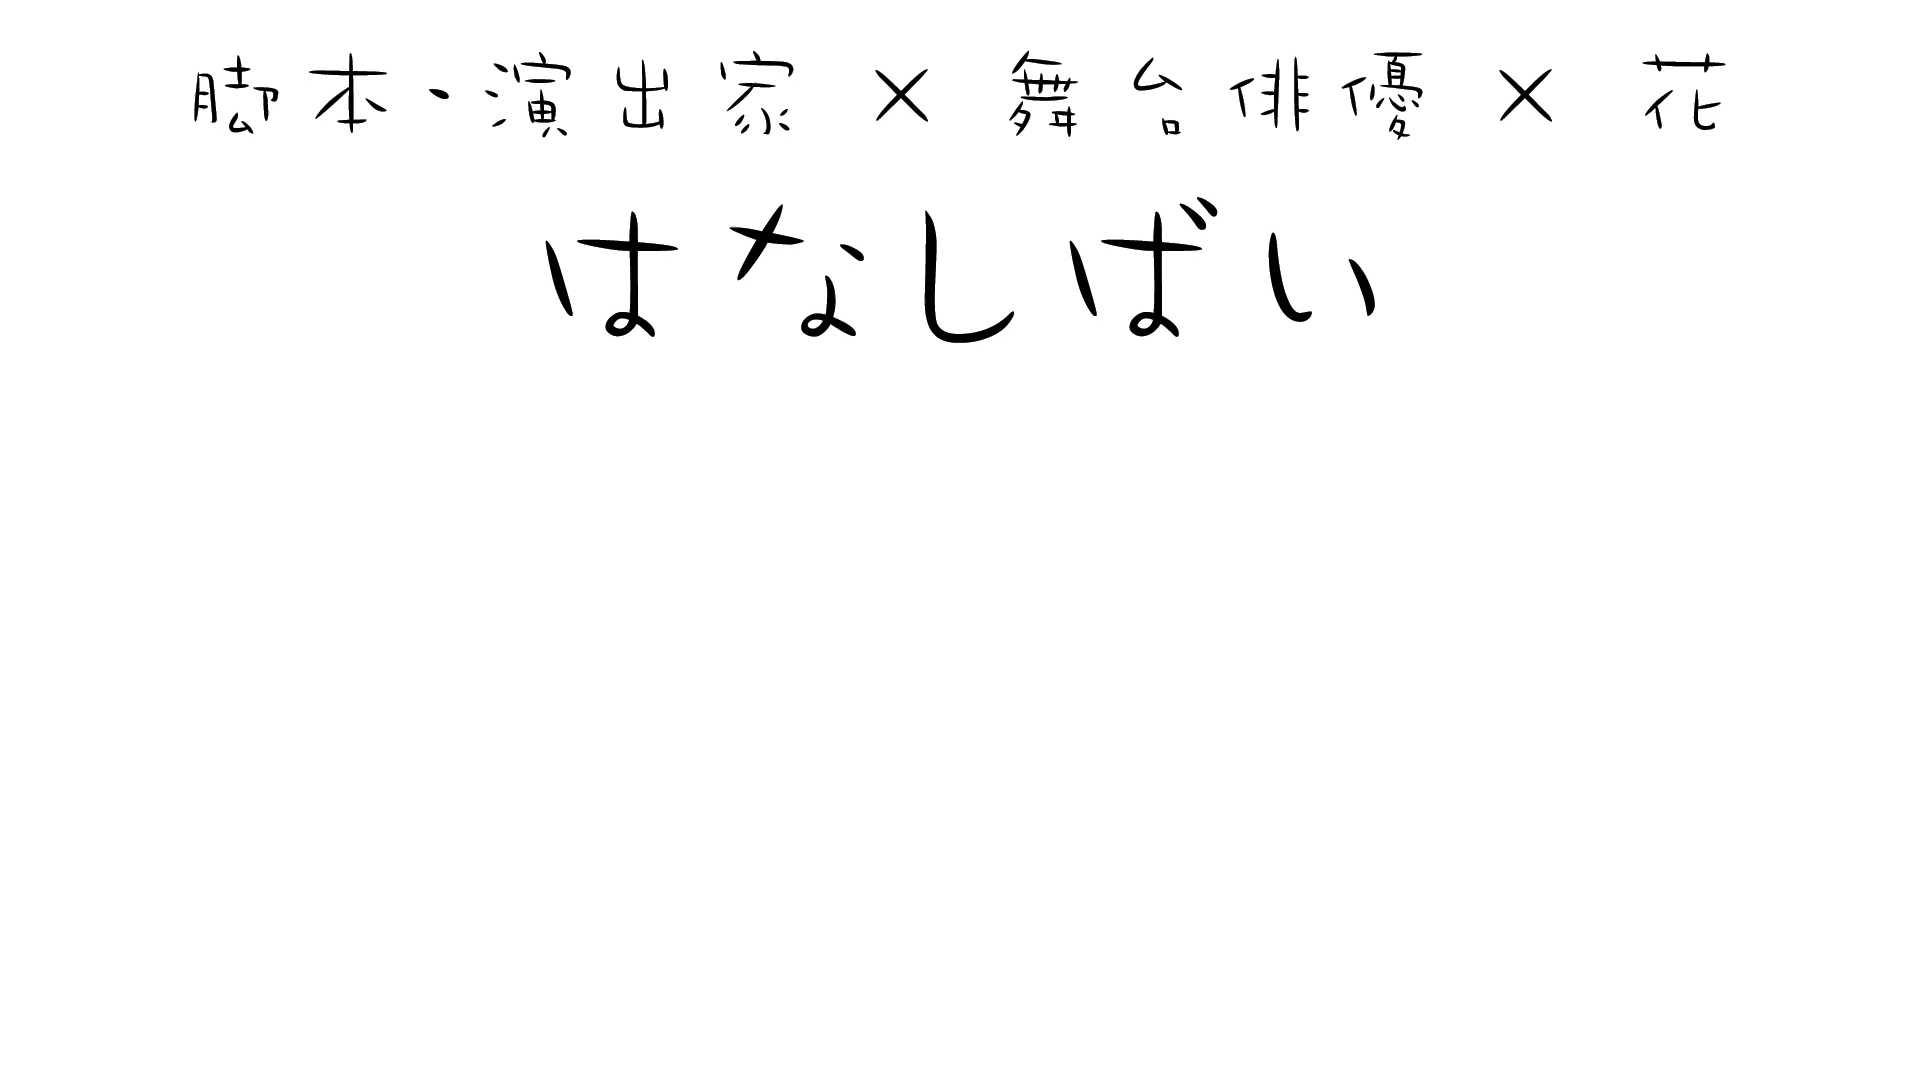 脚本・演出家 × 舞台俳優 × 花
はなしばい